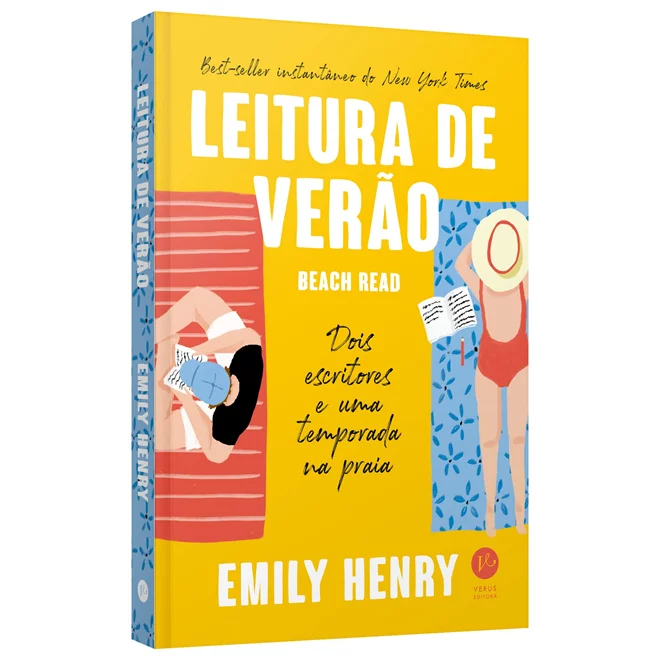 Best-seller instantâneo do New York Times
LEITURA DE
VERÃO
BEACH READ
Dois
escritores
e uma
temporada
na praia
EMILY HENRY
VERUS
EDITORA
LEITURA DE VERÃO
EMILY HENRY